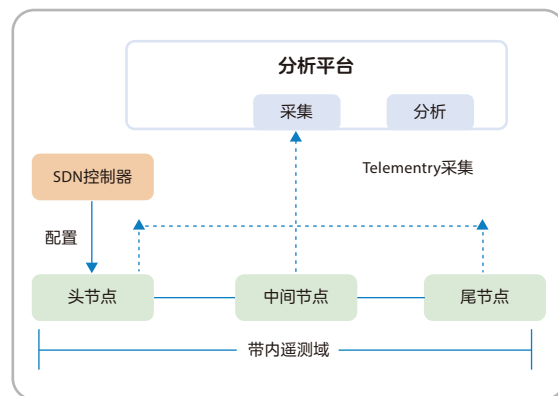 分析平台
采集
分析
Telementry采集
SDN控制器
配置
头节点
中间节点
尾节点
带内遥测域